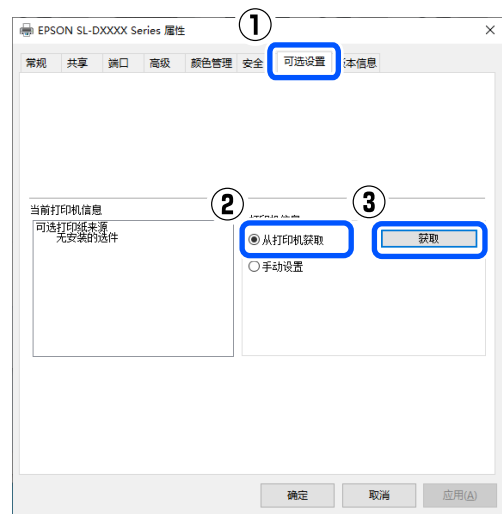 ①
EPSON SL-DXXXX Series 属性
常规 共享 端口 高级 颜色管理 安全 可选设置 本信息
② ③
当前打印机信息
可选打印纸来源
无安装的选件
从打印机获取 获取
手动设置
确定 取消 应用(A)